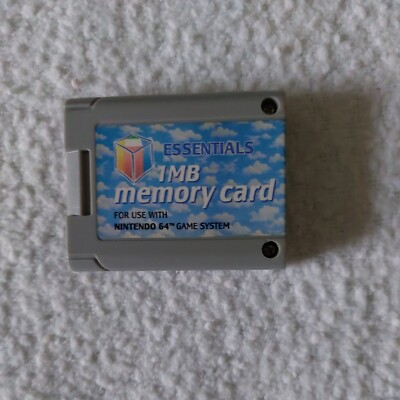 ESSENTIALS
1MB
memory card
FOR USE WITH
NINTENDO 64™ GAME SYSTEM